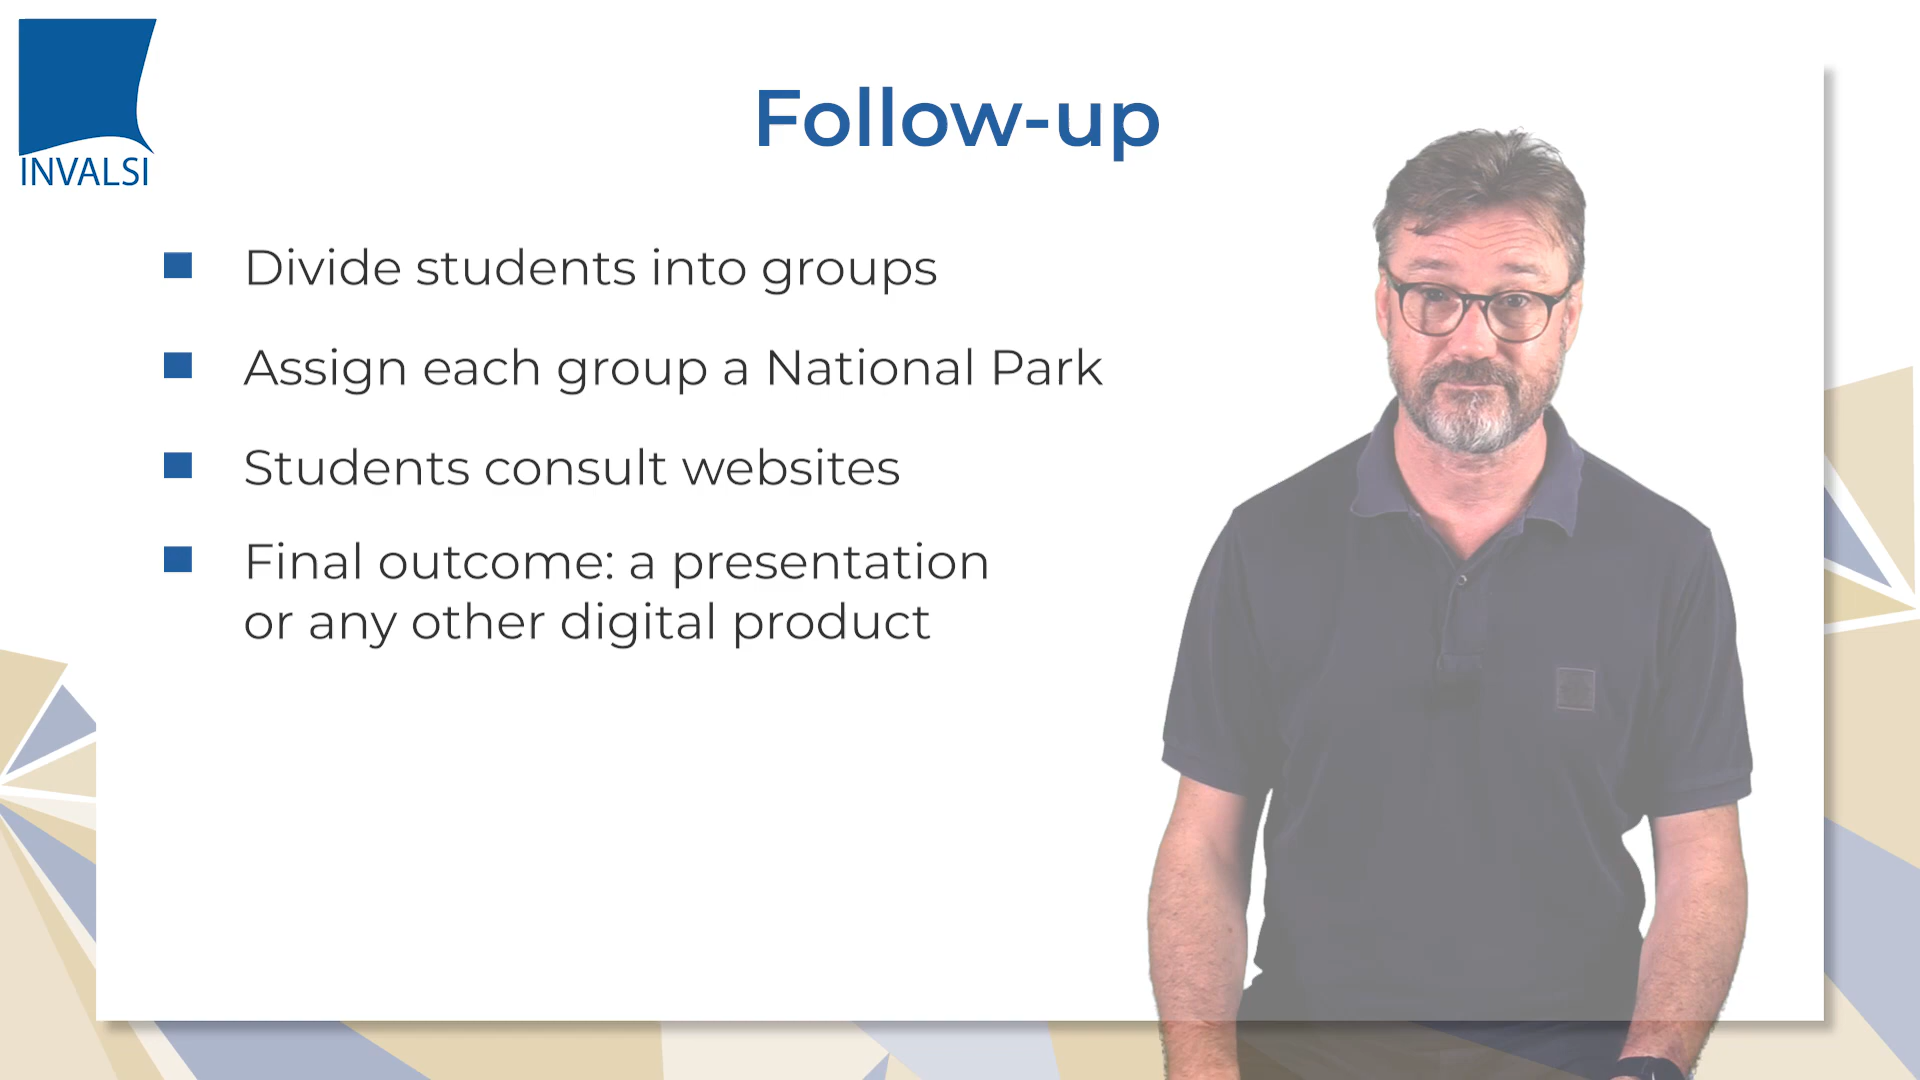 INVALSI
Follow-up
Divide students into groups
Assign each group a National Park
Students consult websites
Final outcome: a presentation
or any other digital product